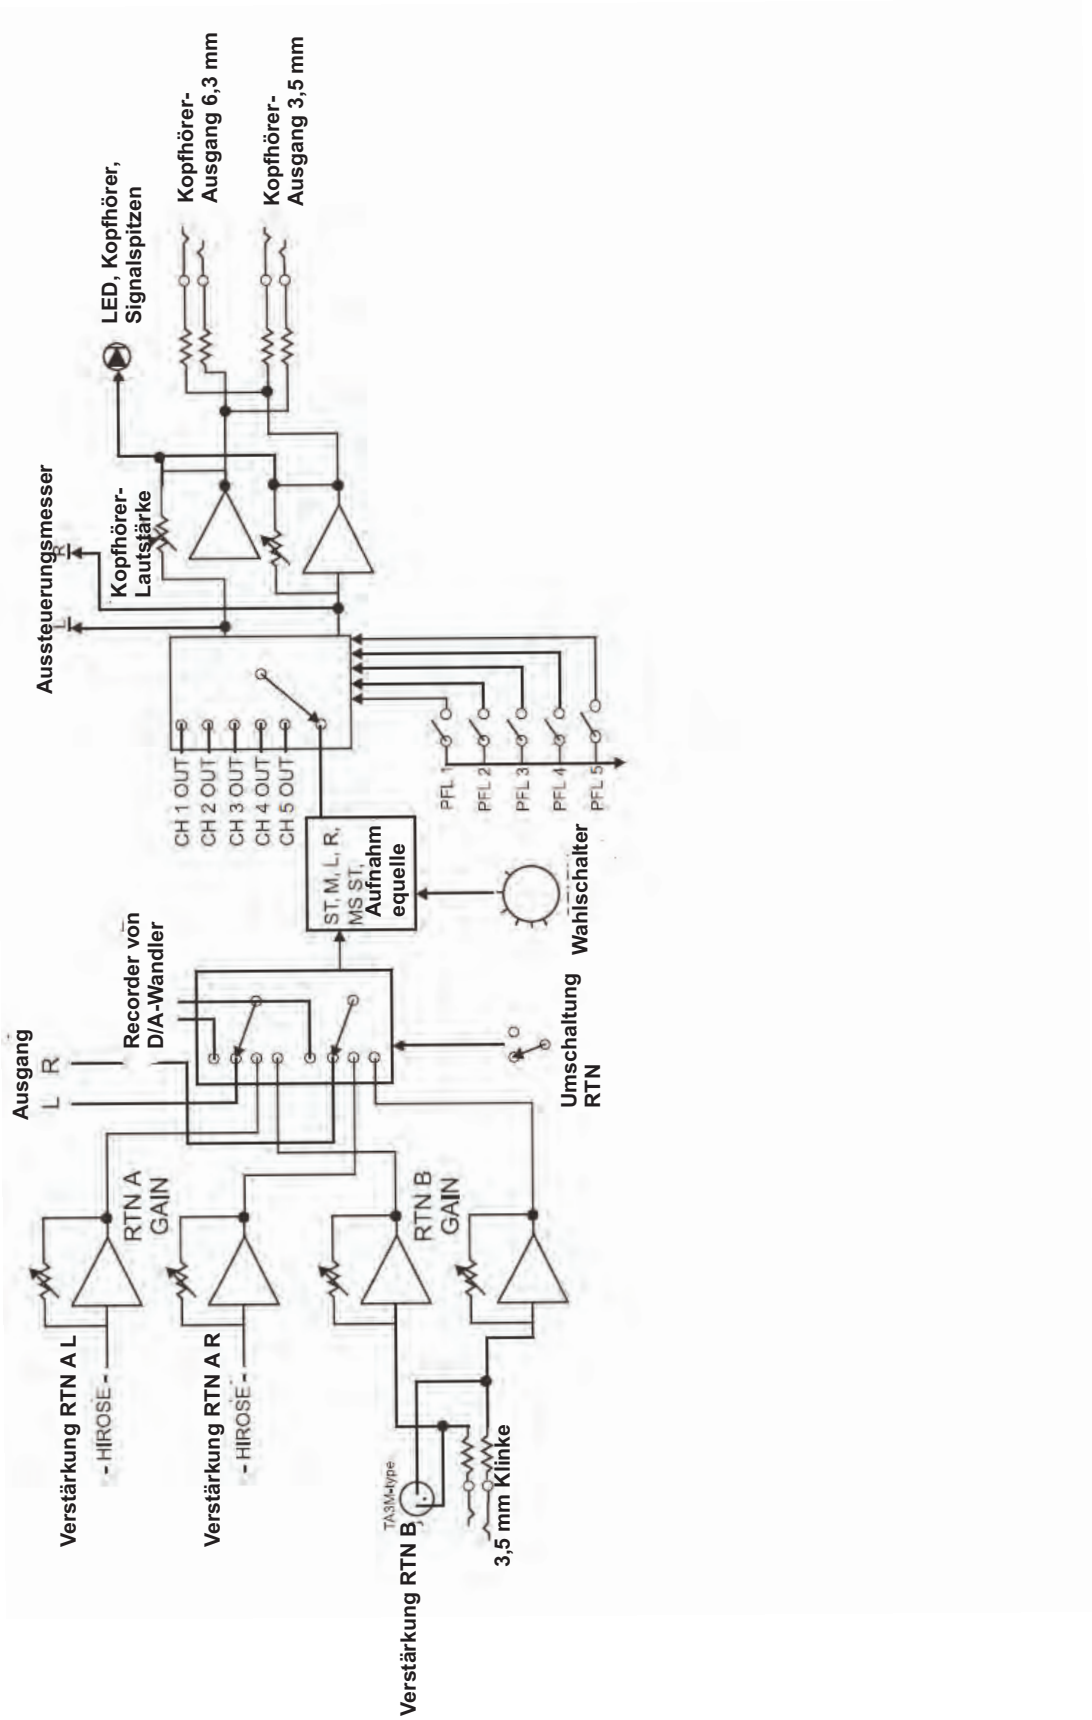 Verstärkung RTN A L
- HIROSE -
RTN A
GAIN
Verstärkung RTN A R
- HIROSE -
Verstärkung RTN B
TA3M-type
3,5 mm Klinke
RTN B
GAIN
Ausgang
L
R
Recorder von
D/A-Wandler
Umschaltung
RTN
ST, M, L, R,
MS ST,
Aufnahm
equelle
Wahlschalter
CH 1 OUT
CH 2 OUT
CH 3 OUT
CH 4 OUT
CH 5 OUT
PFL 1
PFL 2
PFL 3
PFL 4
PFL 5
Aussteuerungsmesser
L
R
Kopfhörer-
Lautstärke
LED, Kopfhörer,
Signalspitzen
Kopfhörer-
Ausgang 6,3 mm
Kopfhörer-
Ausgang 3,5 mm